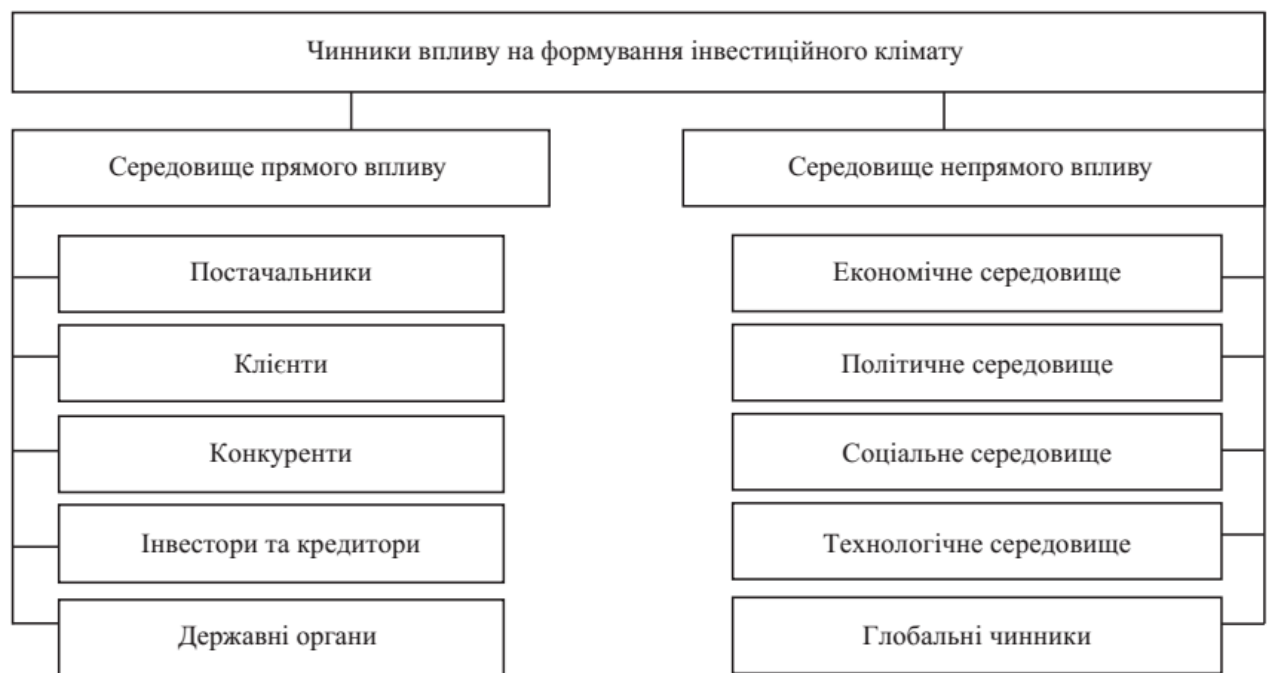 Чинники впливу на формування інвестиційного клімату
Середовище прямого впливу
Постачальники
Клієнти
Конкуренти
Інвестори та кредитори
Державні органи
Середовище непрямого впливу
Економічне середовище
Політичне середовище
Соціальне середовище
Технологічне середовище
Глобальні чинники